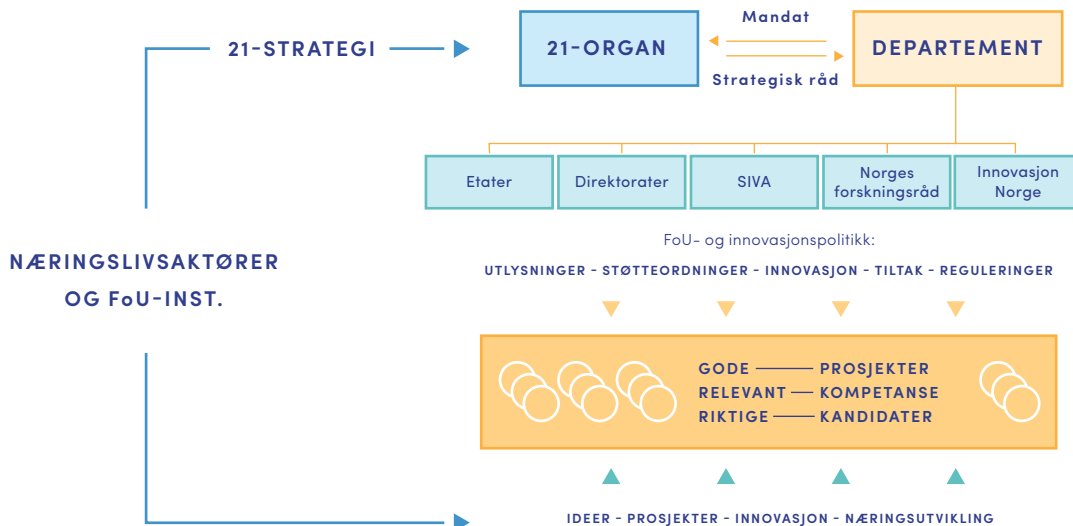 Mandat
21-STRATEGI
21-ORGAN
DEPARTEMENT
Strategisk råd
Etater
Direktorater
SIVA
Norges
forskningsråd
Innovasjon
Norge
FoU- og innovasjonspolitikk:
UTLYSNINGER – STØTTEORDNINGER – INNOVASJON – TILTAK – REGULERINGER
NÆRINGSLIVSAKTØRER
OG FoU-INST.
GODE PROSJEKTER
RELEVANT KOMPETANSE
RIKTIGE KANDIDATER
IDEER – PROSJEKTER – INNOVASJON – NÆRINGSUTVIKLING